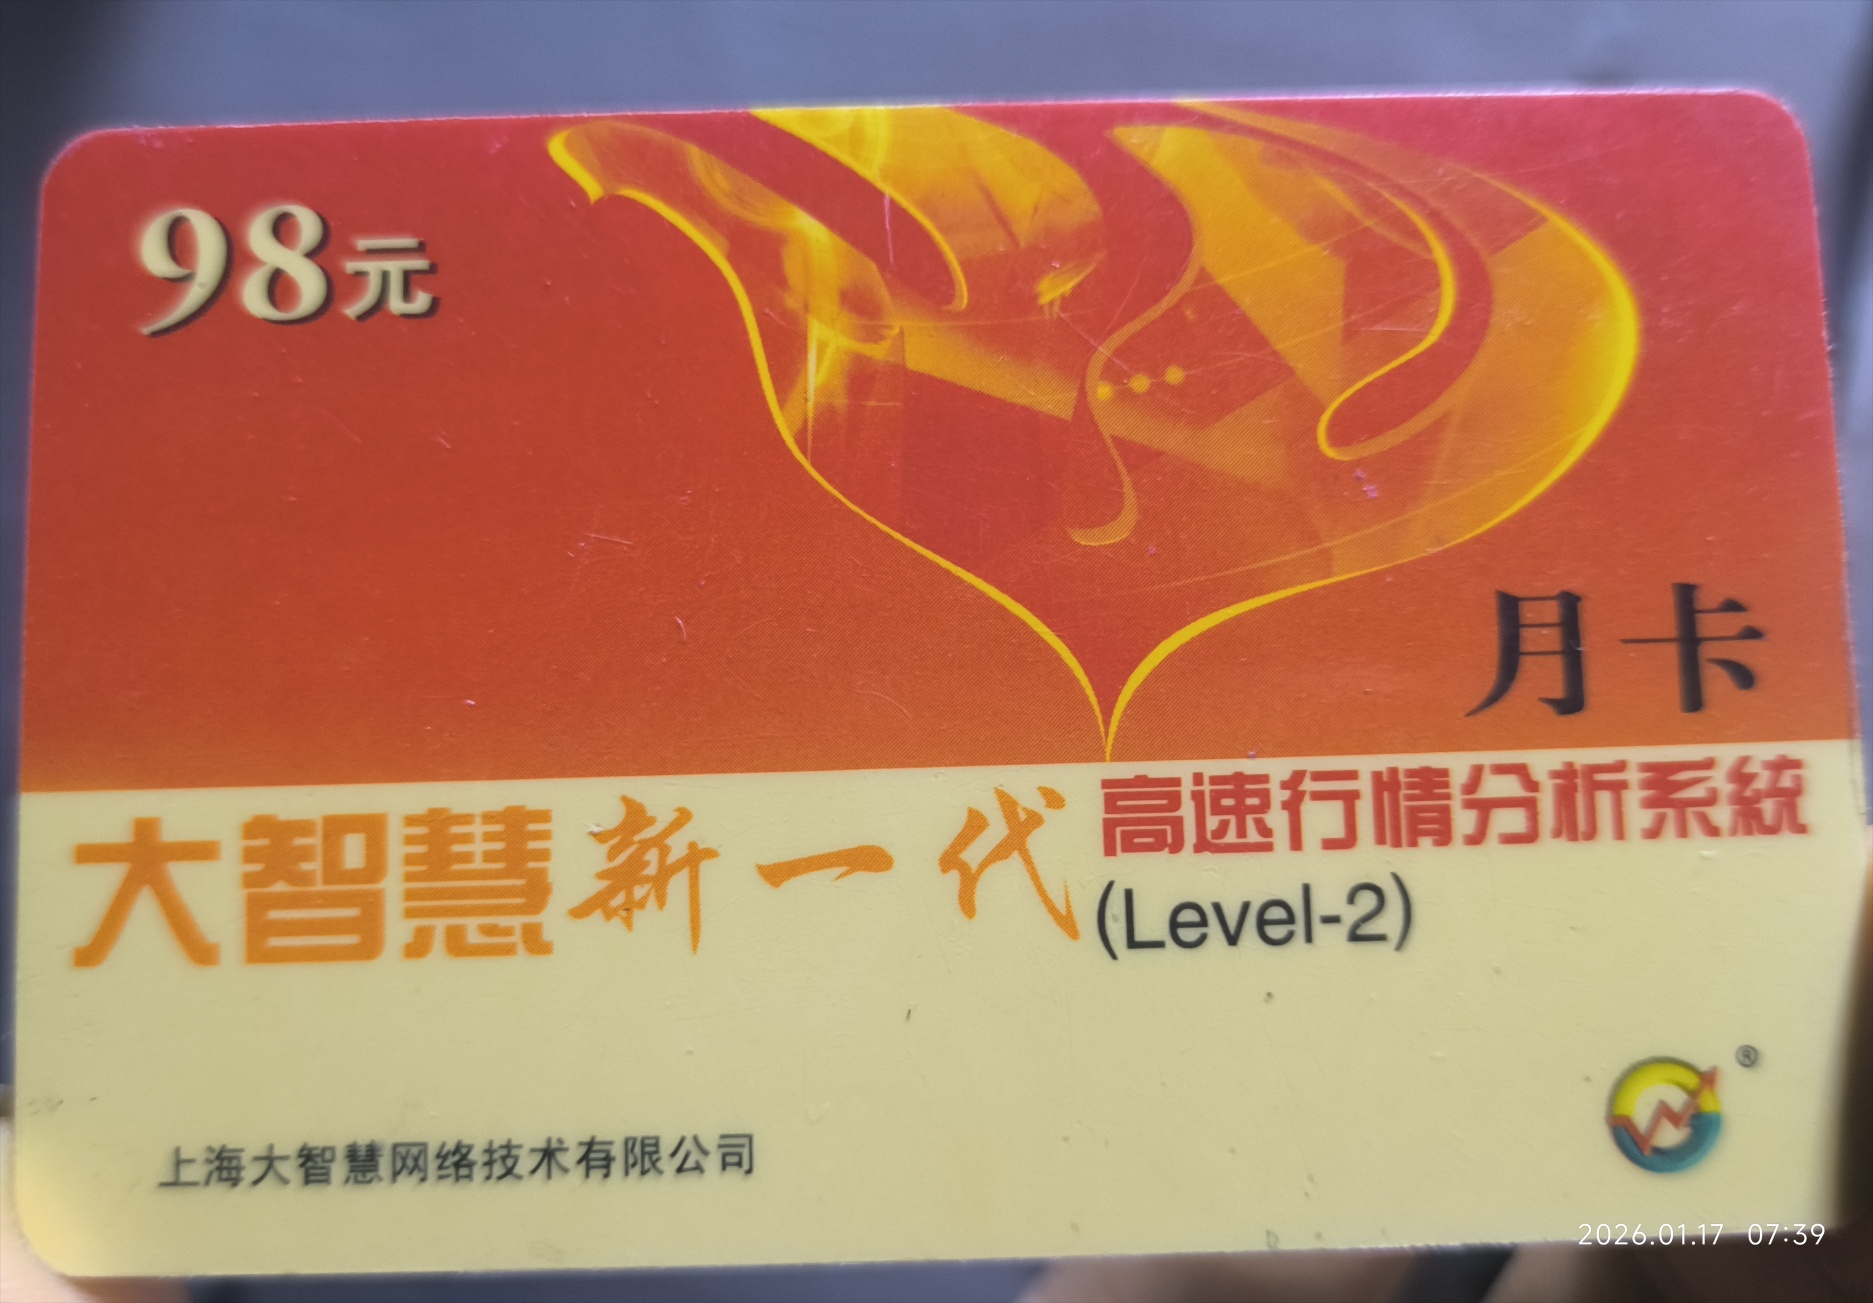 98元
月卡
大智慧新一代高速行情分析系統
(Level-2)
®
上海大智慧网络技术有限公司
2026.01.17 07:39